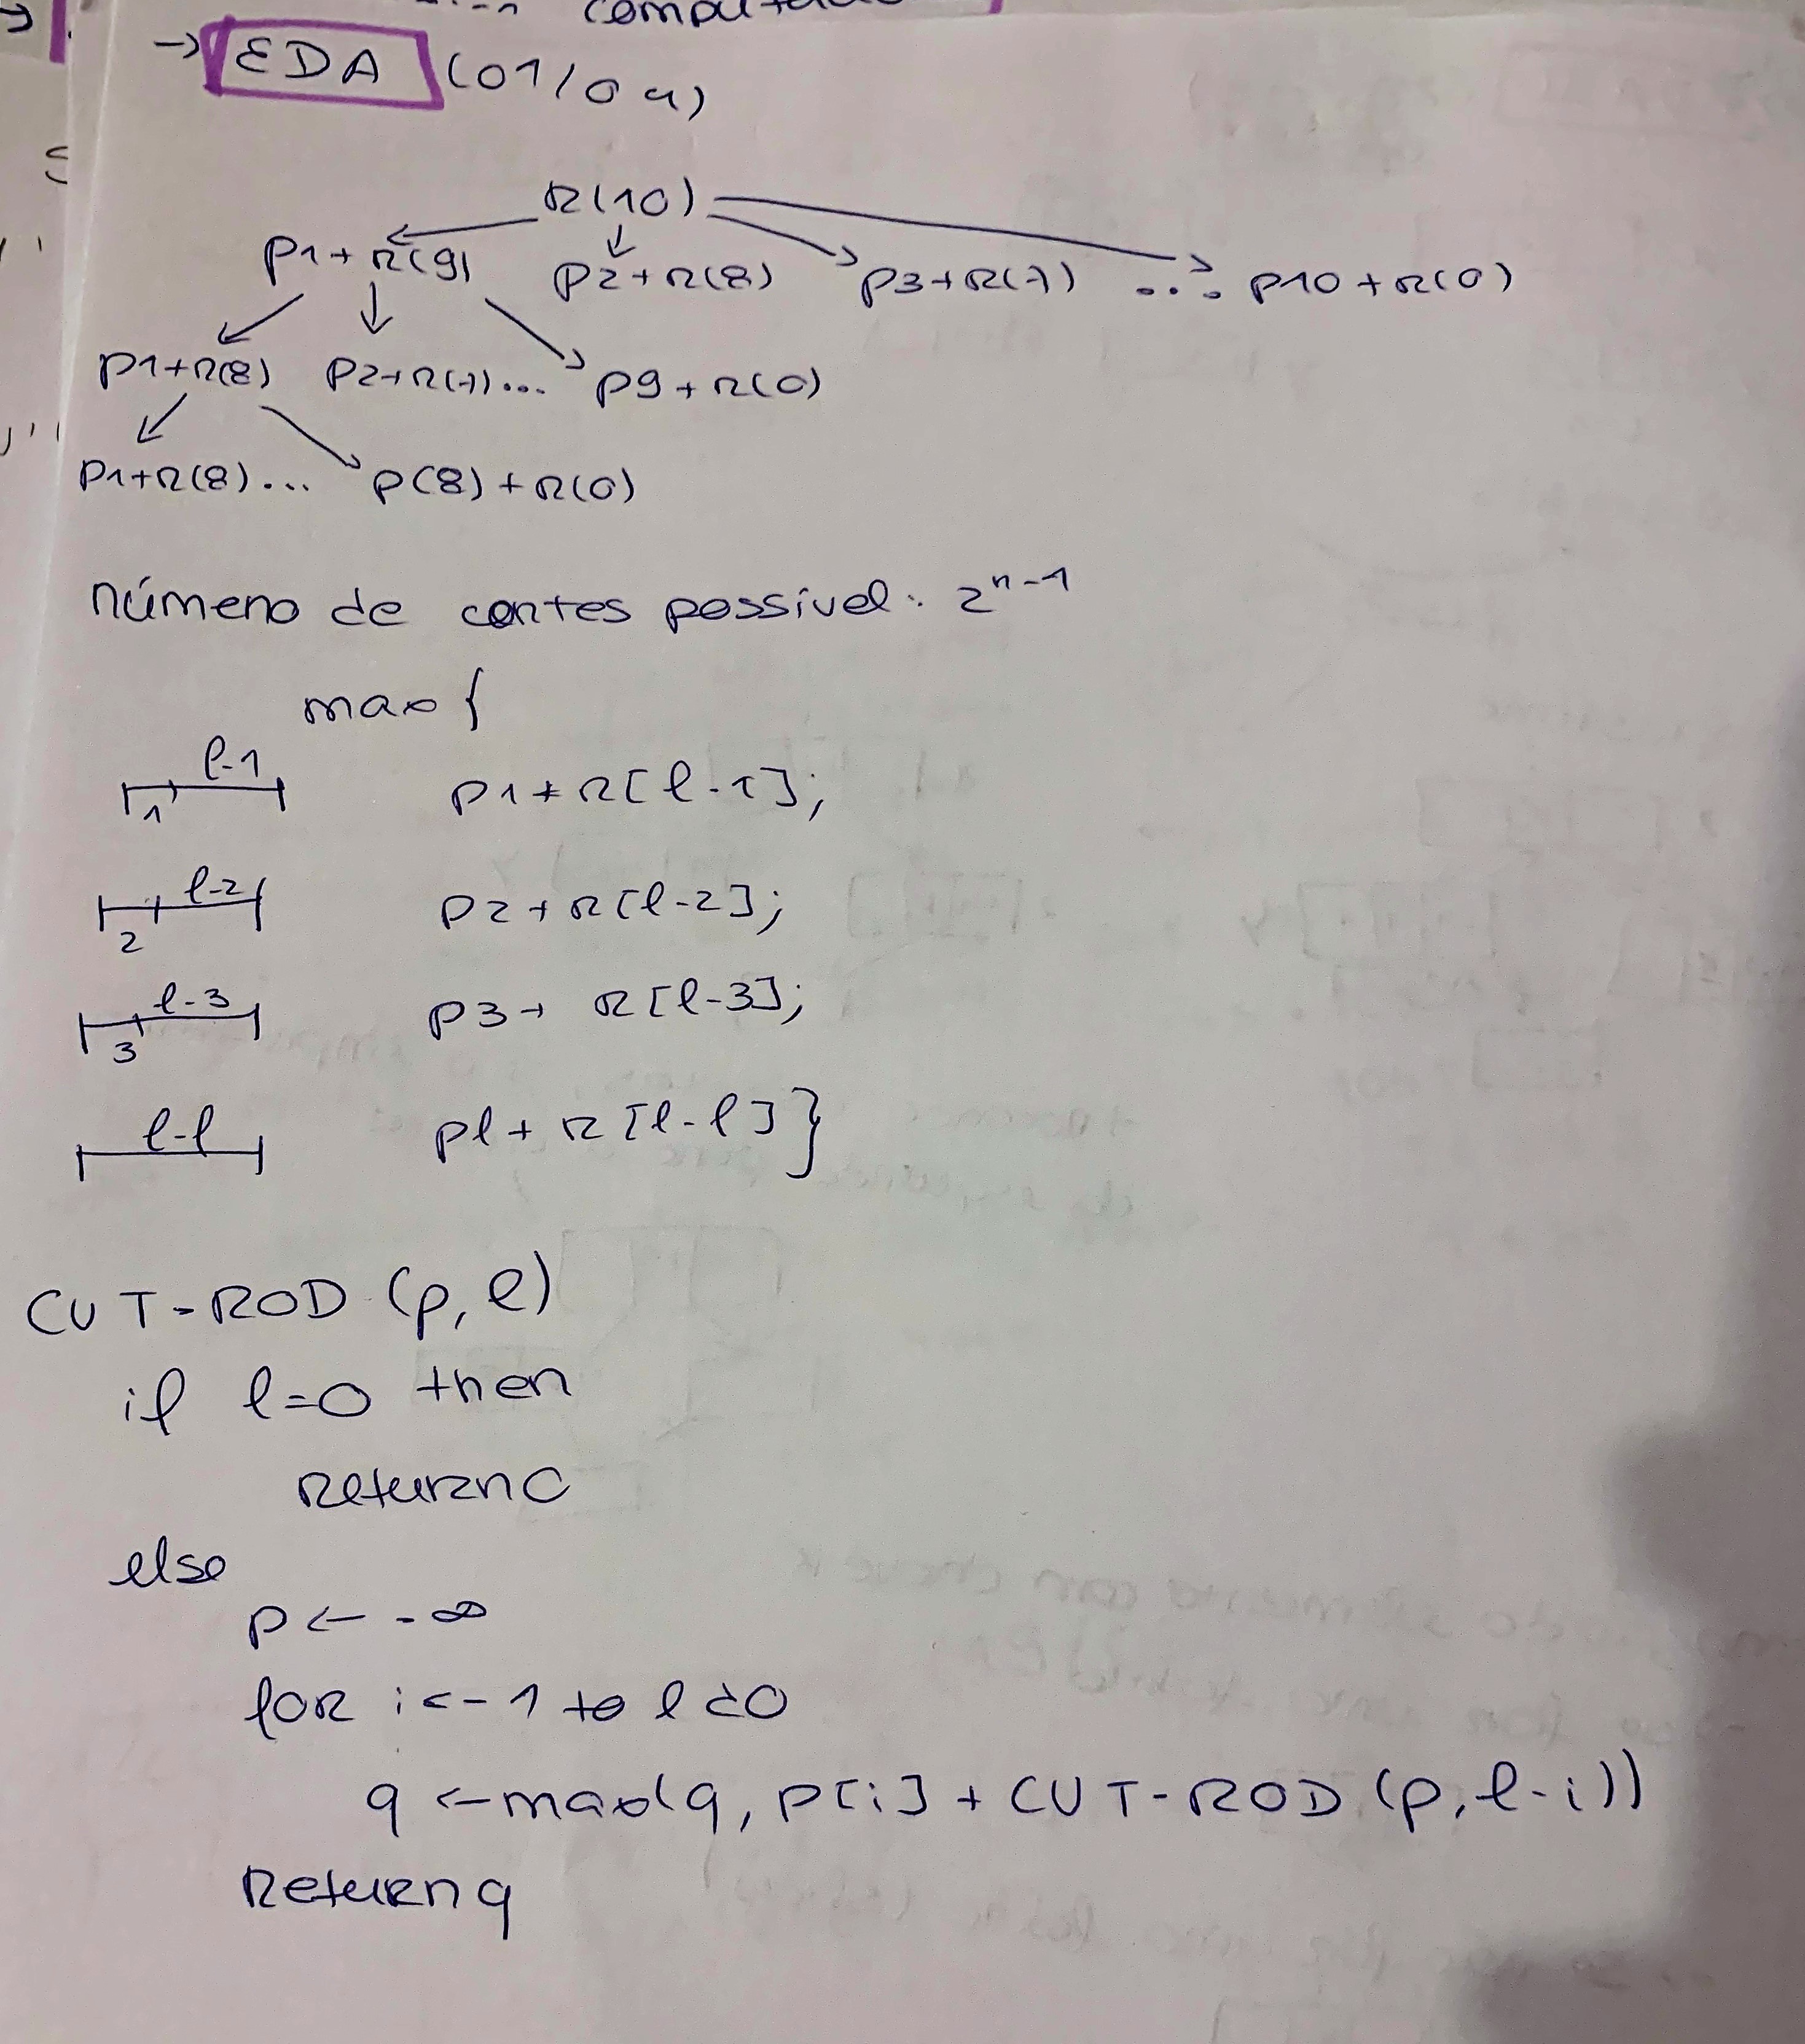 → EDA (01/04)
r(10)
p1+r(9) p2+r(8) p3+r(7) ... p10+r(0)
p1+r(8) p2+r(7)... p9+r(0)
p1+r(8)... p(8)+r(0)
número de cortes possível: 2^n-1
max {
l-1
1 p1+r[l-1];
l-2
2 p2+r[l-2];
l-3
3 p3+ r[l-3];
l-l pl+r[l-l]}
CUT-ROD (p, l)
if l=0 then
return 0
else
p ← -∞
for i ← 1 to l do
q ← max(q, p[i] + CUT-ROD (p, l-i))
return q